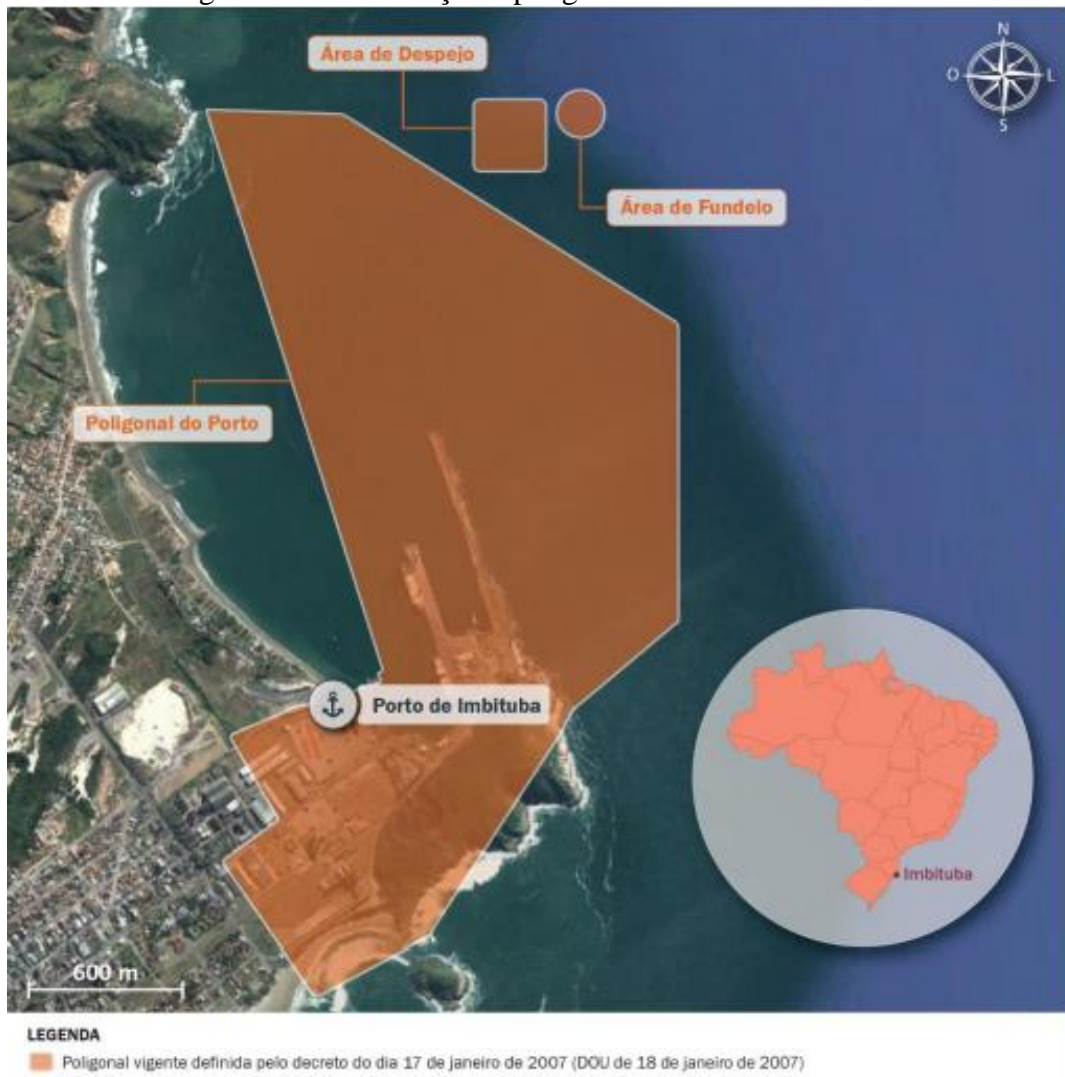 Área de Despejo
N
O
L
S
Área de Fundeio
Poligonal do Porto
Porto de Imbituba
Imbituba
600 m
LEGENDA
Poligonal vigente definida pelo decreto do dia 17 de janeiro de 2007 (DOU de 18 de janeiro de 2007)